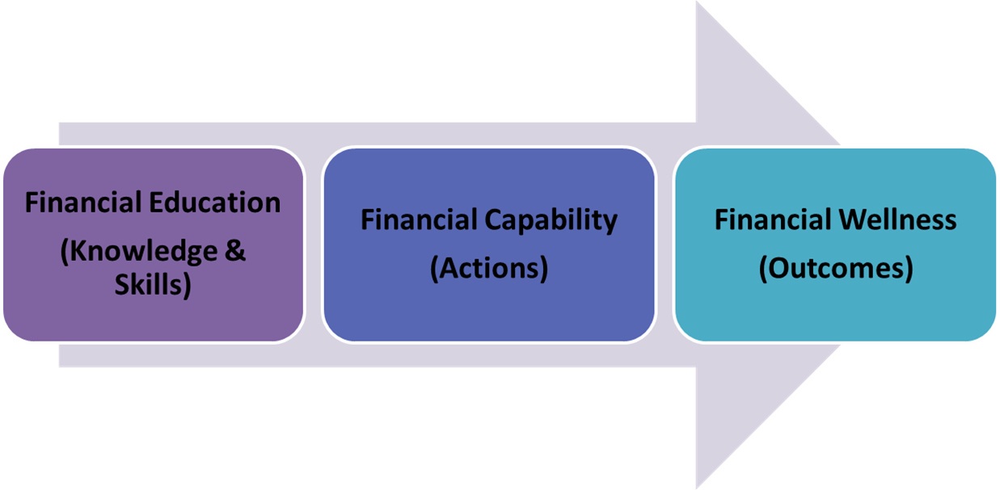 Financial Education
(Knowledge &
Skills)
Financial Capability
(Actions)
Financial Wellness
(Outcomes)